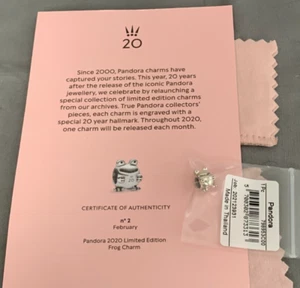 20
Since 2000, Pandora charms have
captured your stories. This year, 20 years
after the release of the iconic Pandora
jewellery, we celebrate by relaunching a
special collection of limited edition charms
from our archives. True Pandora collectors'
pieces, each charm is engraved with a
special 20 year hallmark. Throughout 2020,
one charm will be released each month.
CERTIFICATE OF AUTHENTICITY
n°2
February
Pandora 2020 Limited Edition
Frog Charm
Pandora
Made in Thailand